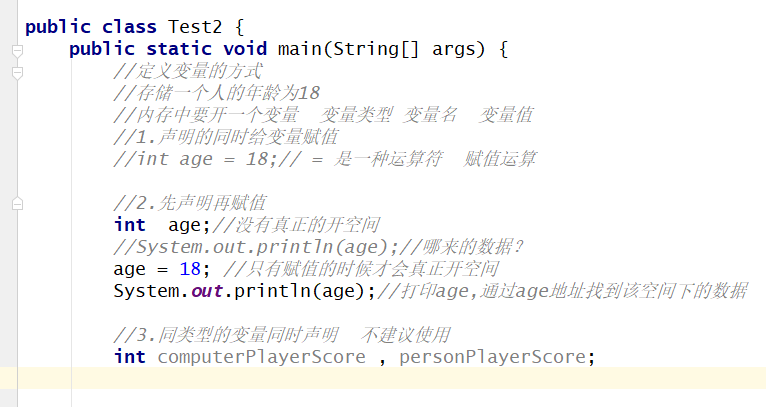 public class Test2 {
public static void main(String[] args) {
//定义变量的方式
//存储一个人的年龄为18
//内存中要开一个变量  变量类型 变量名  变量值
//1.声明的同时给变量赋值
//int age = 18;// = 是一种运算符  赋值运算
//2.先声明再赋值
int  age;//没有真正的开空间
//System.out.println(age);//哪来的数据?
age = 18; //只有赋值的时候才会真正开空间
System.out.println(age);//打印age,通过age地址找到该空间下的数据
//3.同类型的变量同时声明  不建议使用
int computerPlayerScore , personPlayerScore;